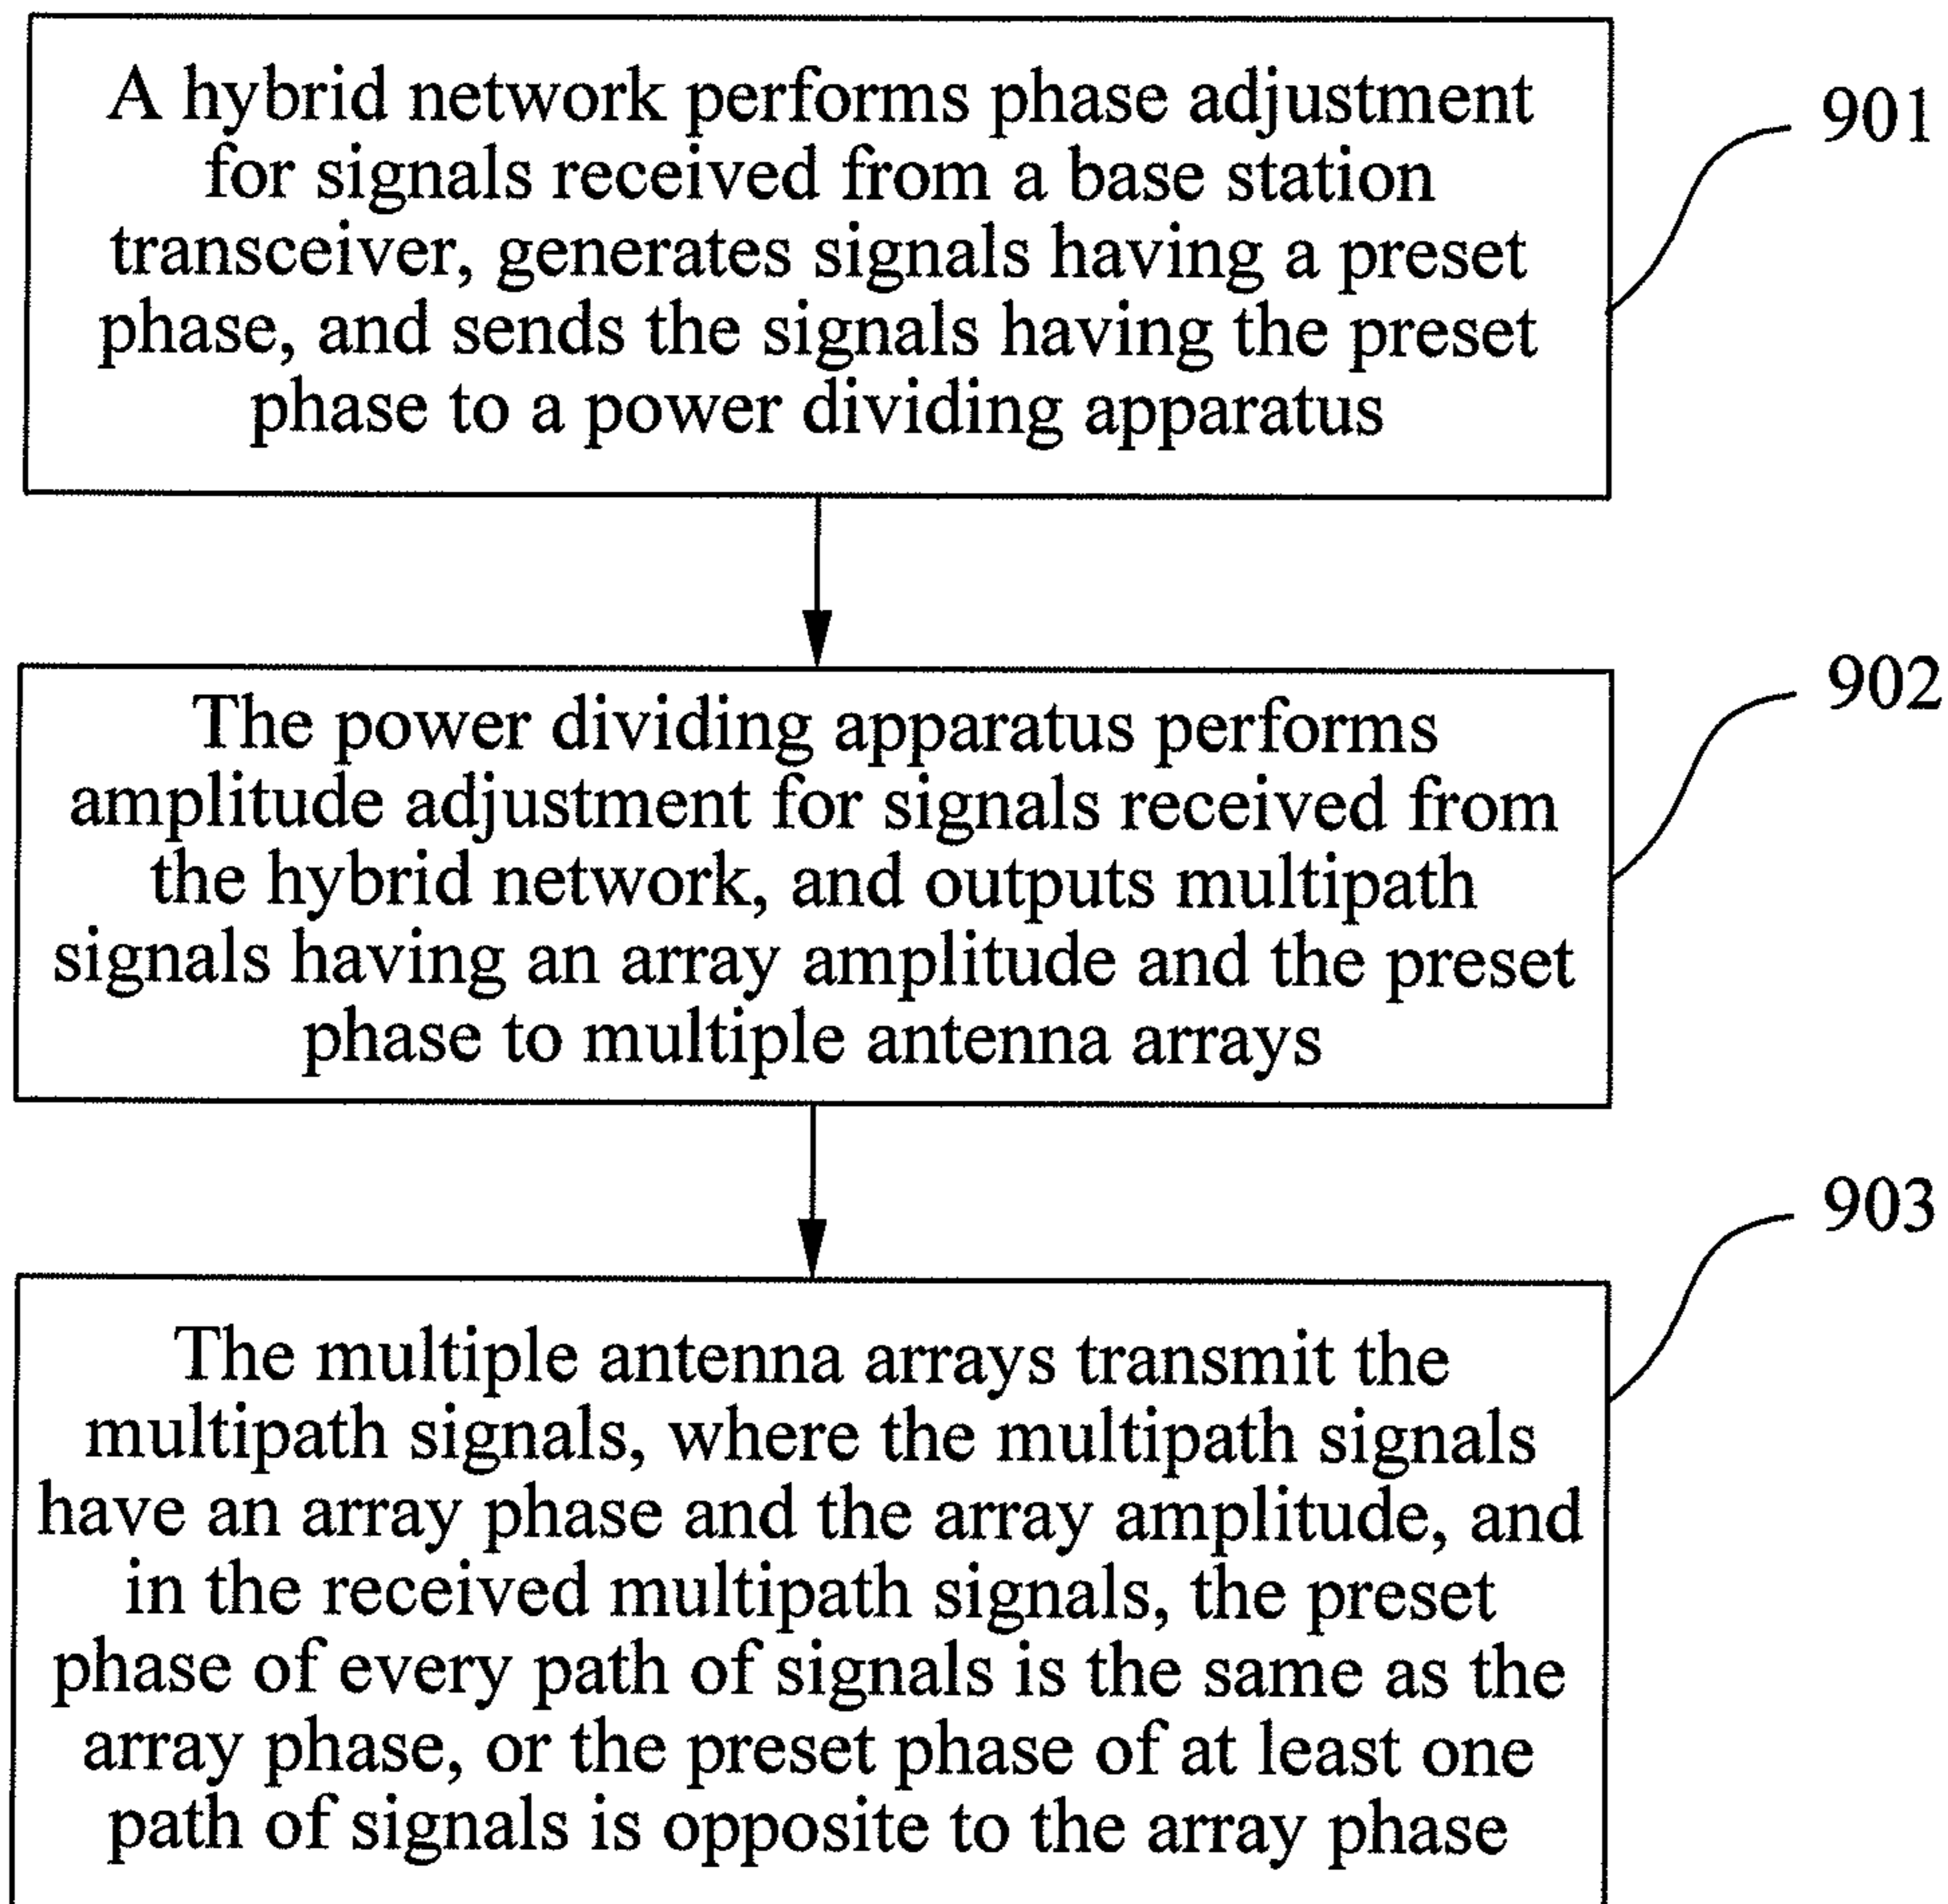 A hybrid network performs phase adjustment
for signals received from a base station
transceiver, generates signals having a preset
phase, and sends the signals having the preset
phase to a power dividing apparatus
901
The power dividing apparatus performs
amplitude adjustment for signals received from
the hybrid network, and outputs multipath
signals having an array amplitude and the preset
phase to multiple antenna arrays
902
The multiple antenna arrays transmit the
multipath signals, where the multipath signals
have an array phase and the array amplitude, and
in the received multipath signals, the preset
phase of every path of signals is the same as the
array phase, or the preset phase of at least one
path of signals is opposite to the array phase
903